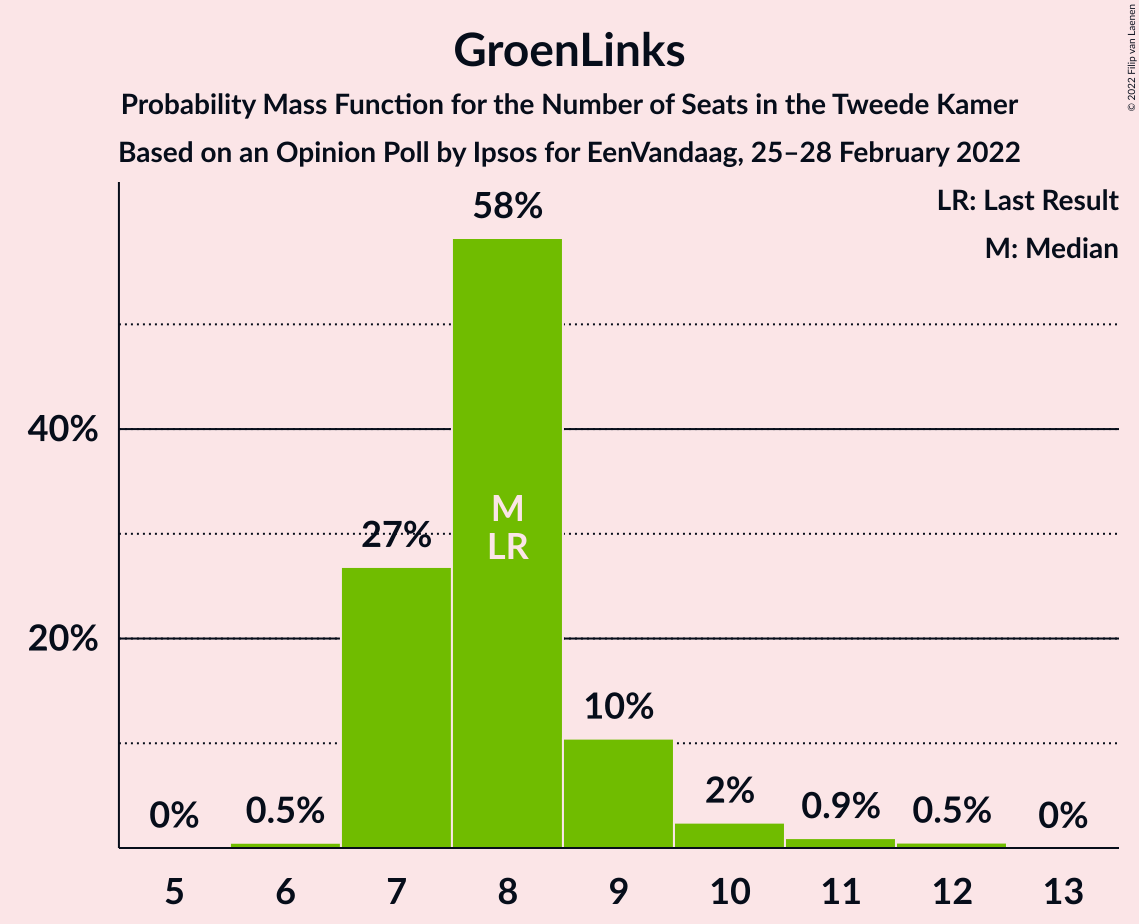 GroenLinks
Probability Mass Function for the Number of Seats in the Tweede Kamer
Based on an Opinion Poll by Ipsos for EenVandaag, 25–28 February 2022
© 2022 Filip van Laenen
LR: Last Result
M: Median
58%
40%
M
27%
LR
20%
10%
2%
0%
0.5%
0.9%
0.5%
0%
5 6 7 8 9 10 11 12 13